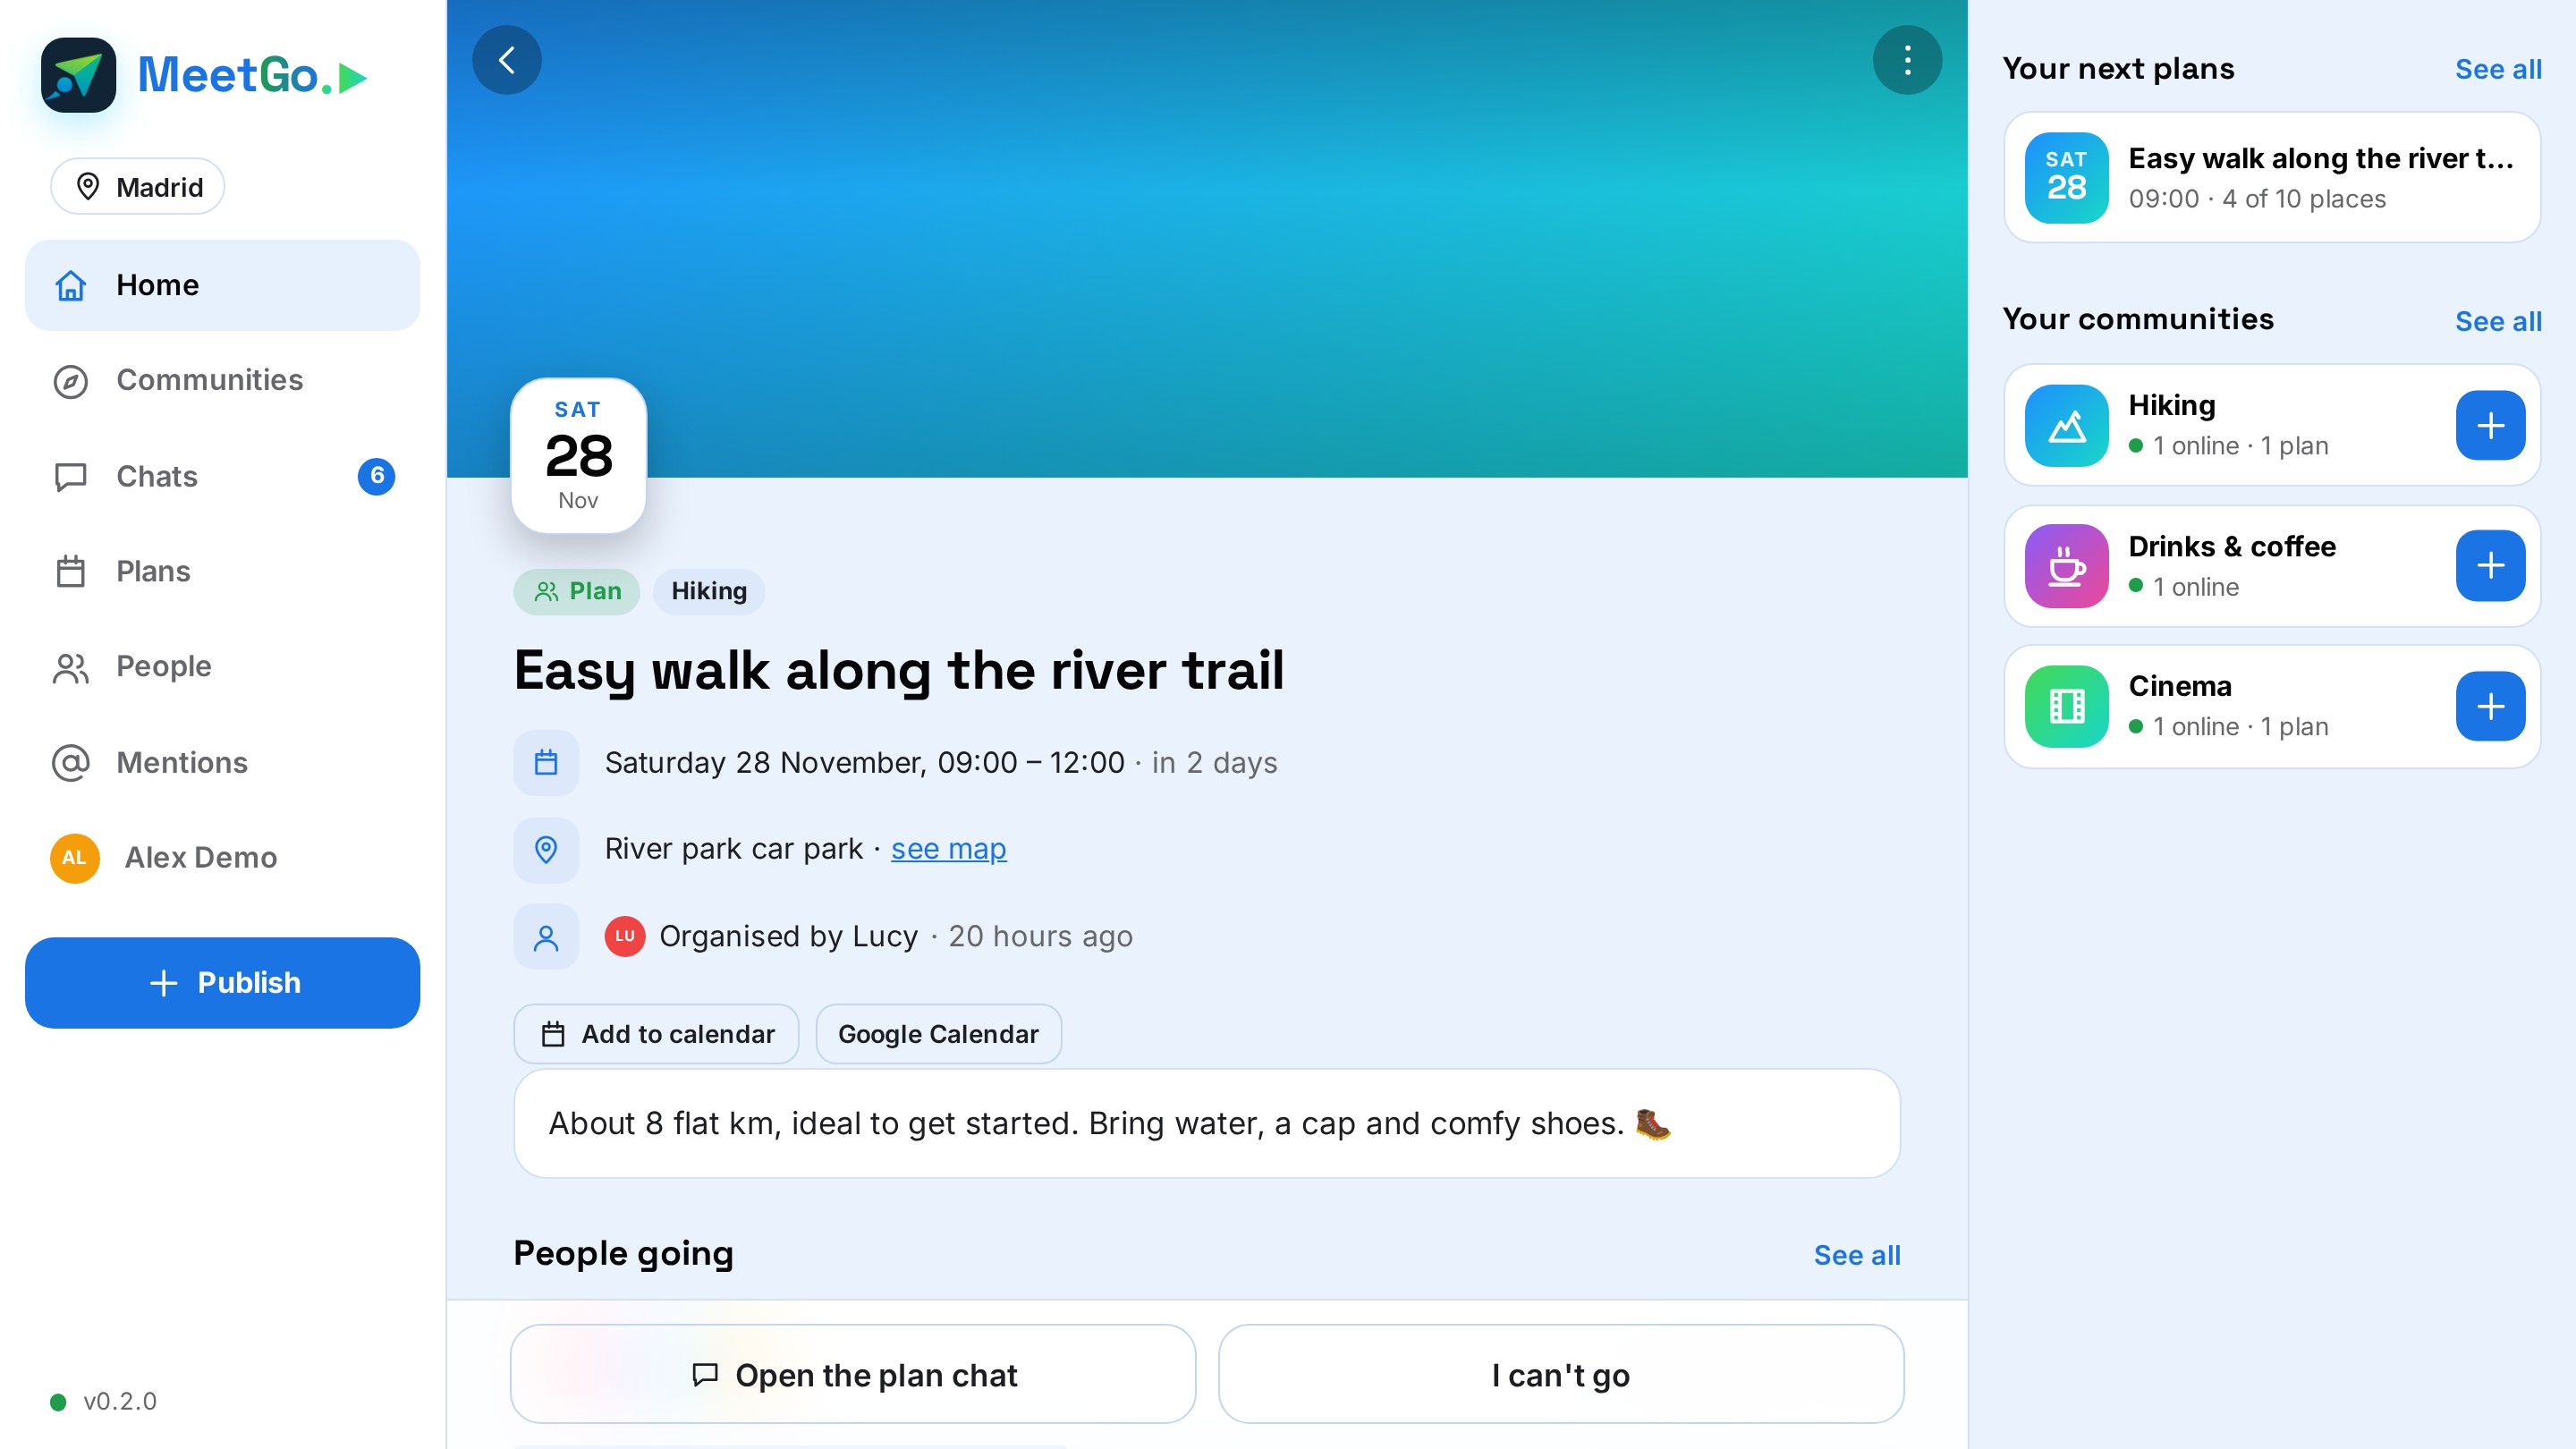 MeetGo.
Madrid
Home
Communities
Chats
6
Plans
People
Mentions
AL
Alex Demo
Publish
v0.2.0
SAT
28
Nov
Plan
Hiking
Easy walk along the river trail
Saturday 28 November, 09:00 – 12:00 · in 2 days
River park car park · see map
LU
Organised by Lucy · 20 hours ago
Add to calendar
Google Calendar
About 8 flat km, ideal to get started. Bring water, a cap and comfy shoes. 🥾
People going
See all
Open the plan chat
I can't go
Your next plans
See all
SAT
28
Easy walk along the river t...
09:00 · 4 of 10 places
Your communities
See all
Hiking
1 online · 1 plan
Drinks & coffee
1 online
Cinema
1 online · 1 plan